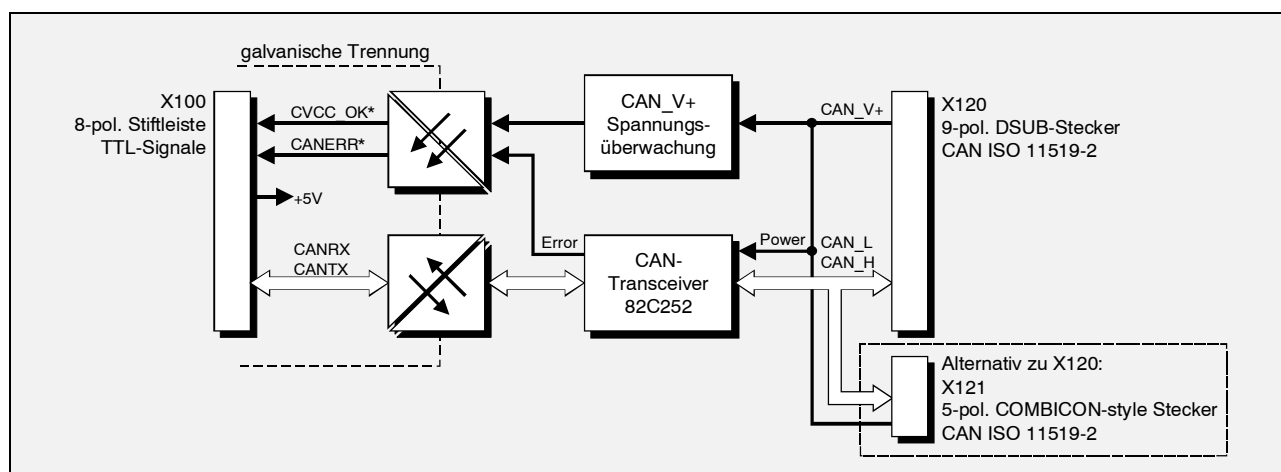 galvanische Trennung
X100
8-pol. Stiftleiste
TTL-Signale
CVCC_OK*
CANERR*
+5V
CANRX
CANTX
CAN_V+
Spannungs-
überwachung
Error
CAN-
Transceiver
82C252
CAN_V+
Power
CAN_L
CAN_H
X120
9-pol. DSUB-Stecker
CAN ISO 11519-2
Alternativ zu X120:
X121
5-pol. COMBICON-style Stecker
CAN ISO 11519-2